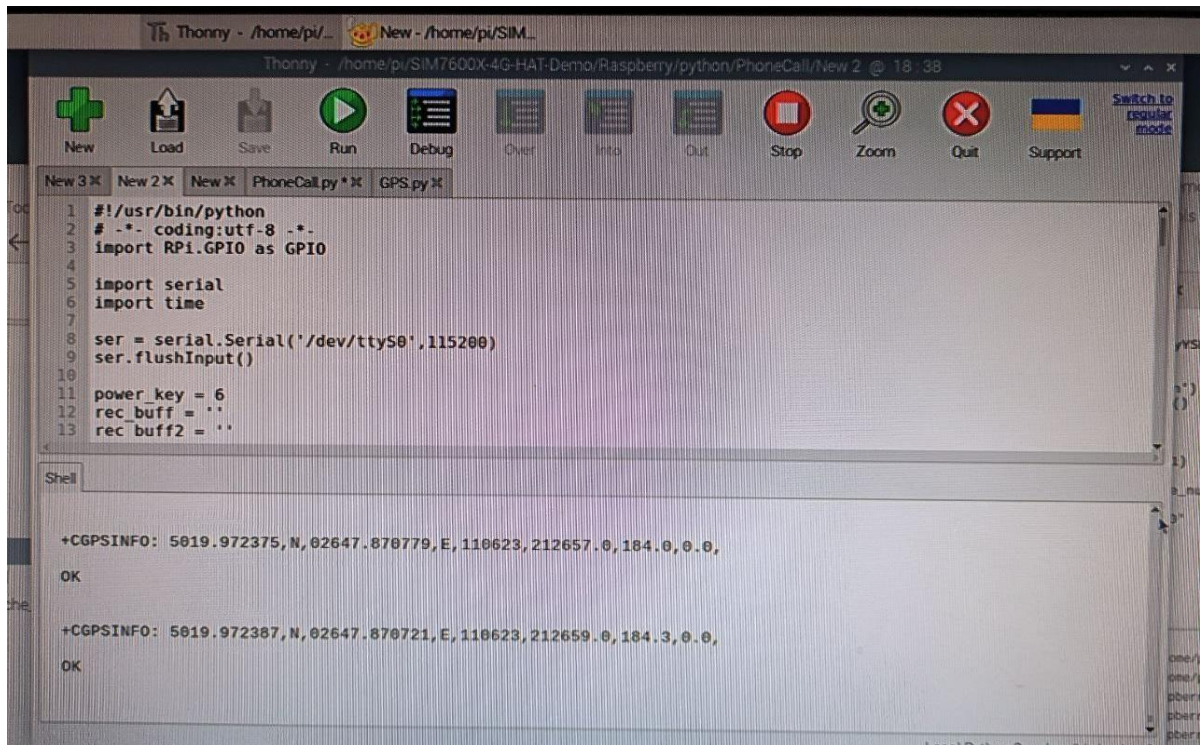 Thonny - /home/pi/... New - /home/pi/SIM...
Thonny - /home/pi/SIM7600X-4G-HAT-Demo/Raspberry/python/PhoneCall/New 2 @ 18 : 38
New Load Save Run Debug Over Into Out Stop Zoom Quit Support
Switch to
regular
mode
New 3 New 2 New PhoneCall.py * GPS.py
1 #!/usr/bin/python
2 # -*- coding:utf-8 -*-
3 import RPi.GPIO as GPIO
4
5 import serial
6 import time
7
8 ser = serial.Serial('/dev/ttyS0',115200)
9 ser.flushInput()
10
11 power_key = 6
12 rec_buff = ''
13 rec_buff2 = ''
Shell
+CGPSINFO: 5019.972375,N,02647.870779,E,110623,212657.0,184.0,0.0,
OK
+CGPSINFO: 5019.972387,N,02647.870721,E,110623,212659.0,184.3,0.0,
OK